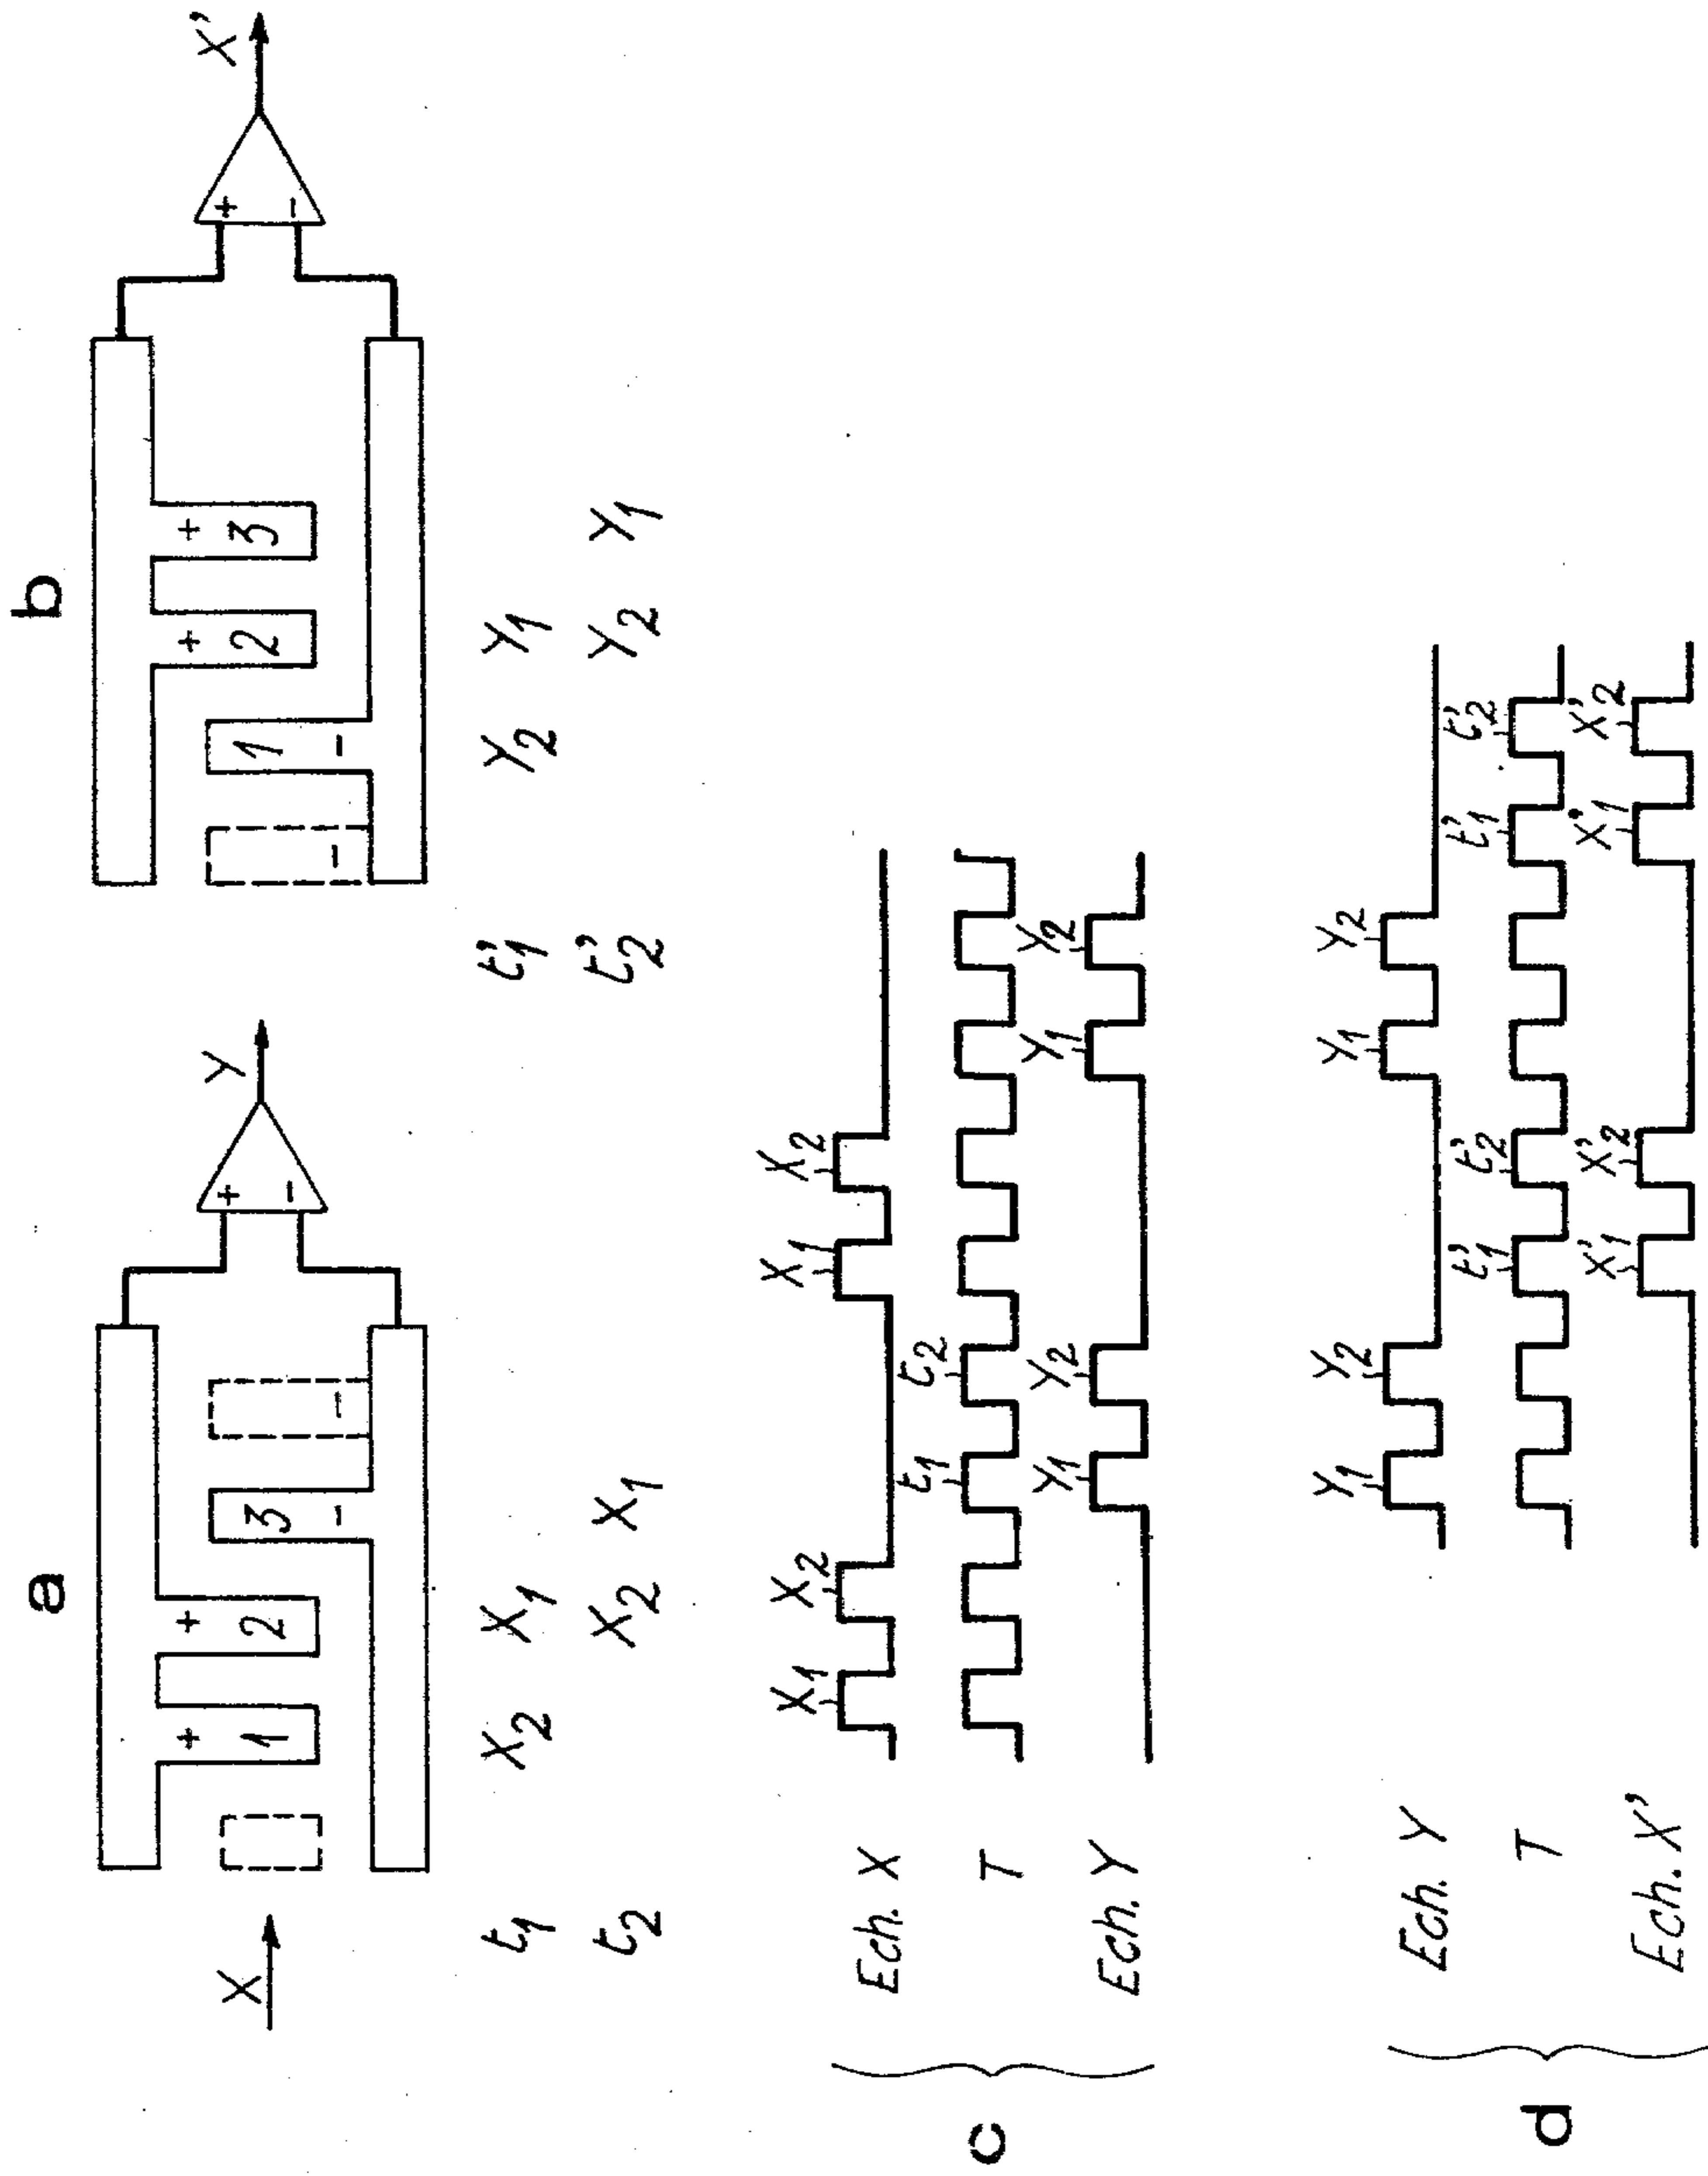 a
X
+ 1
+ 2
3 -
-
+
-
Y
t1 X2 X1
t2 X2 X1
b
-
1 -
+ 2
+ 3
+
-
X'
t'1 Y2 Y1
t'2 Y2 Y1
c
Ech. X X1 X2 X1 X2
T t1 t2
Ech. Y Y1 Y2 Y1 Y2
d
Ech. Y Y1 Y2 Y1 Y2
T t'1 t'2 t'1 t'2
Ech. X' X'1 X'2 X'1 X'2